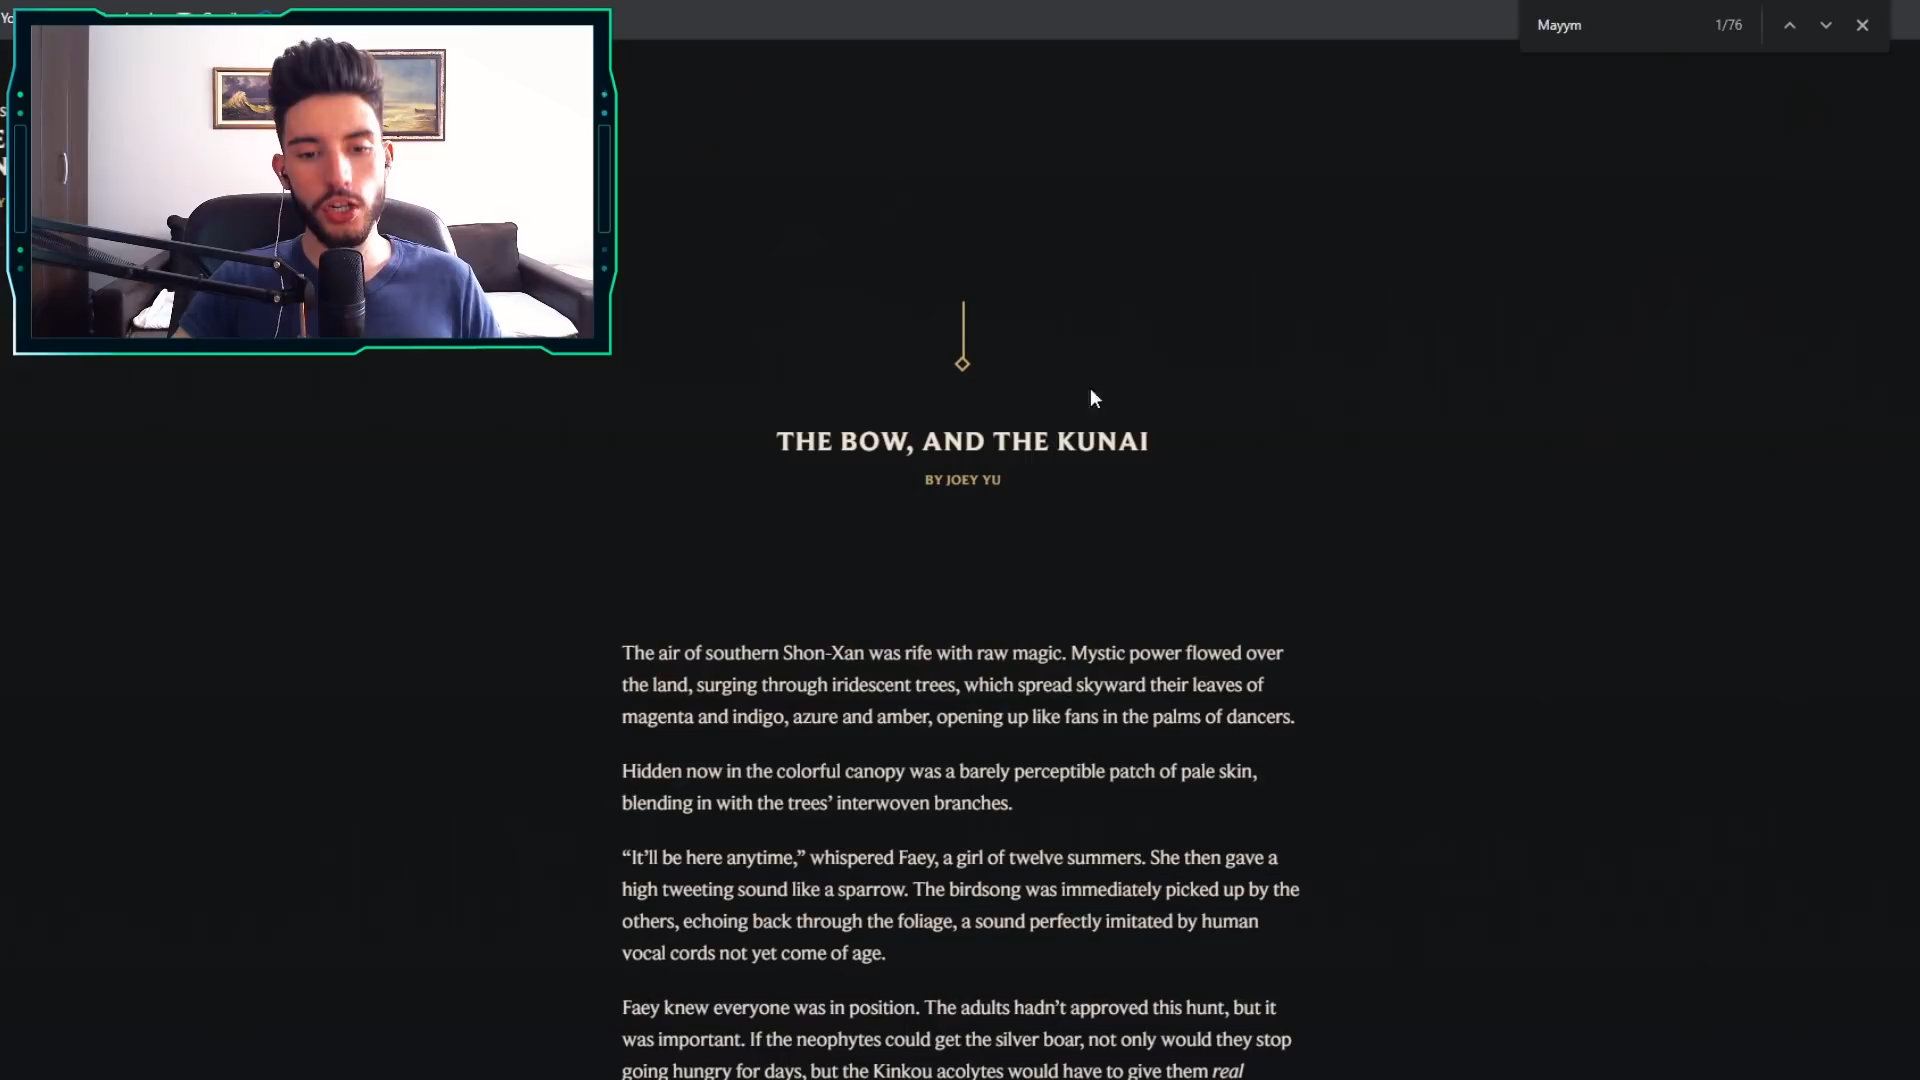 Mayym
1/76
THE BOW, AND THE KUNAI
BY JOEY YU
The air of southern Shon-Xan was rife with raw magic. Mystic power flowed over
the land, surging through iridescent trees, which spread skyward their leaves of
magenta and indigo, azure and amber, opening up like fans in the palms of dancers.
Hidden now in the colorful canopy was a barely perceptible patch of pale skin,
blending in with the trees’ interwoven branches.
“It’ll be here anytime,” whispered Faey, a girl of twelve summers. She then gave a
high tweeting sound like a sparrow. The birdsong was immediately picked up by the
others, echoing back through the foliage, a sound perfectly imitated by human
vocal cords not yet come of age.
Faey knew everyone was in position. The adults hadn’t approved this hunt, but it
was important. If the neophytes could get the silver boar, not only would they stop
going hungry for days, but the Kinkou acolytes would have to give them real